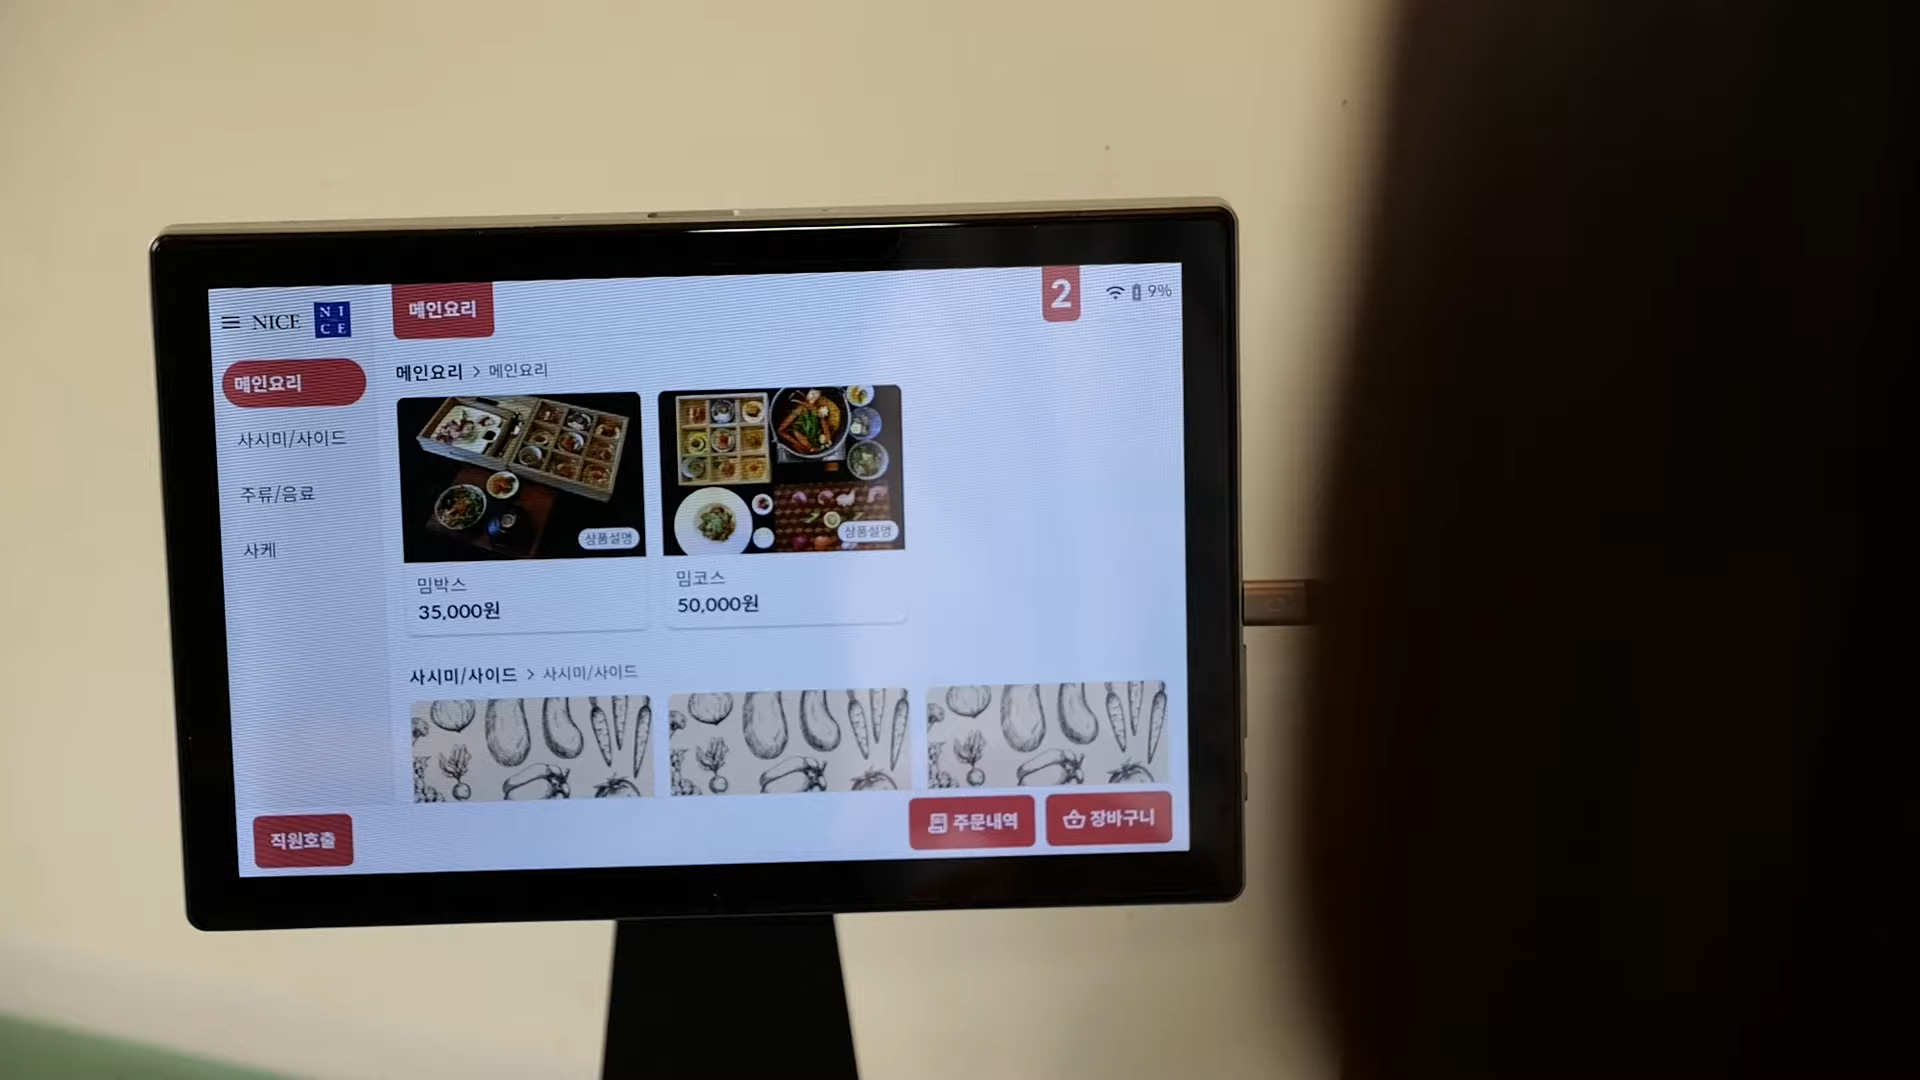 NICE
N I
C E
메인요리
2
9%
메인요리
사시미/사이드
주류/음료
사케
메인요리 > 메인요리
상품설명
상품설명
밈박스
35,000원
밈코스
50,000원
사시미/사이드 > 사시미/사이드
직원호출
주문내역
장바구니